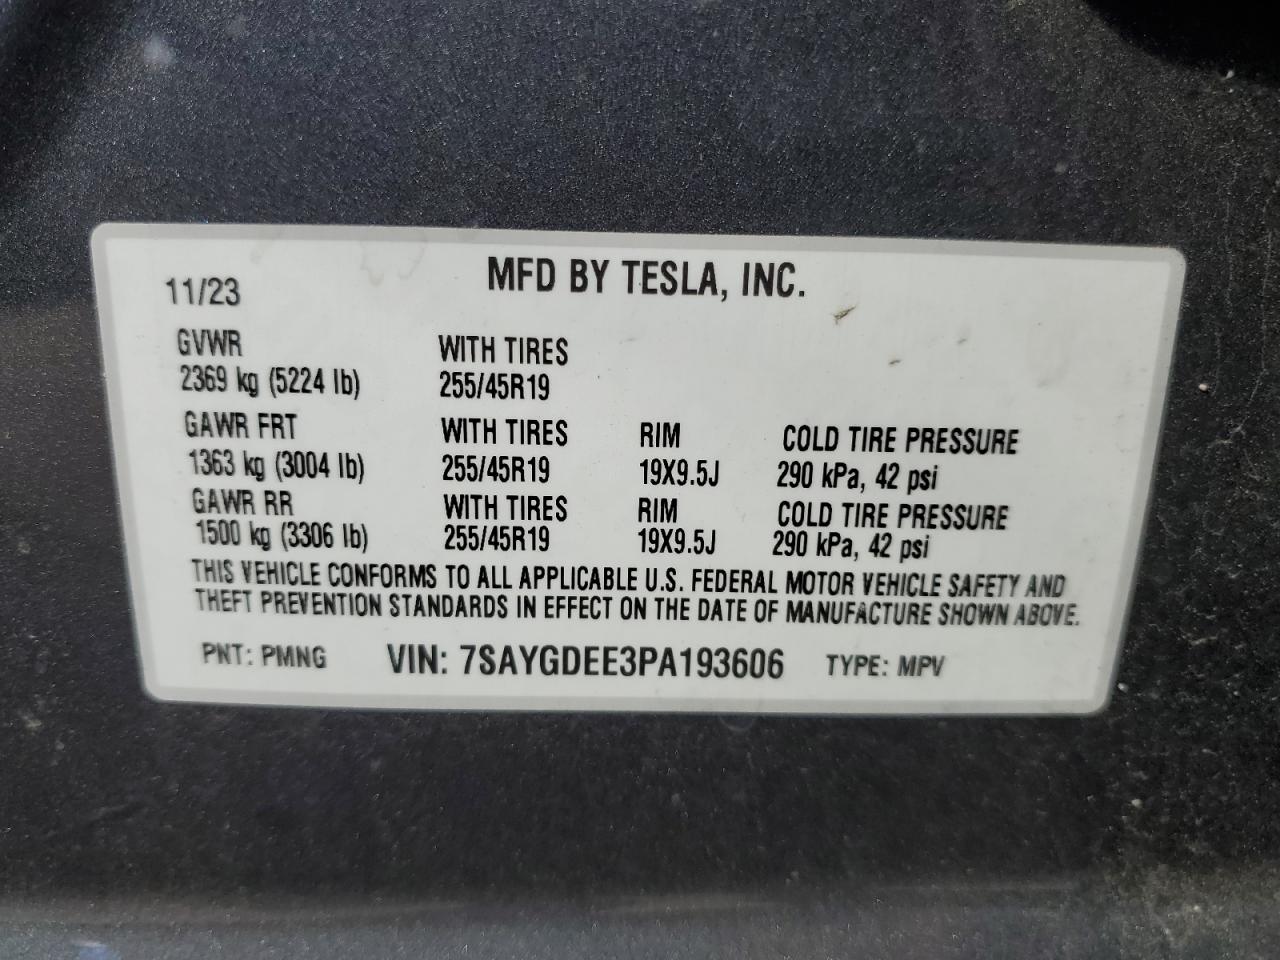 MFD BY TESLA, INC.
11/23
GVWR WITH TIRES
2369 kg (5224 lb) 255/45R19
GAWR FRT WITH TIRES RIM COLD TIRE PRESSURE
1363 kg (3004 lb) 255/45R19 19X9.5J 290 kPa, 42 psi
GAWR RR WITH TIRES RIM COLD TIRE PRESSURE
1500 kg (3306 lb) 255/45R19 19X9.5J 290 kPa, 42 psi
THIS VEHICLE CONFORMS TO ALL APPLICABLE U.S. FEDERAL MOTOR VEHICLE SAFETY AND
THEFT PREVENTION STANDARDS IN EFFECT ON THE DATE OF MANUFACTURE SHOWN ABOVE.
PNT: PMNG VIN: 7SAYGDEE3PA193606 TYPE: MPV